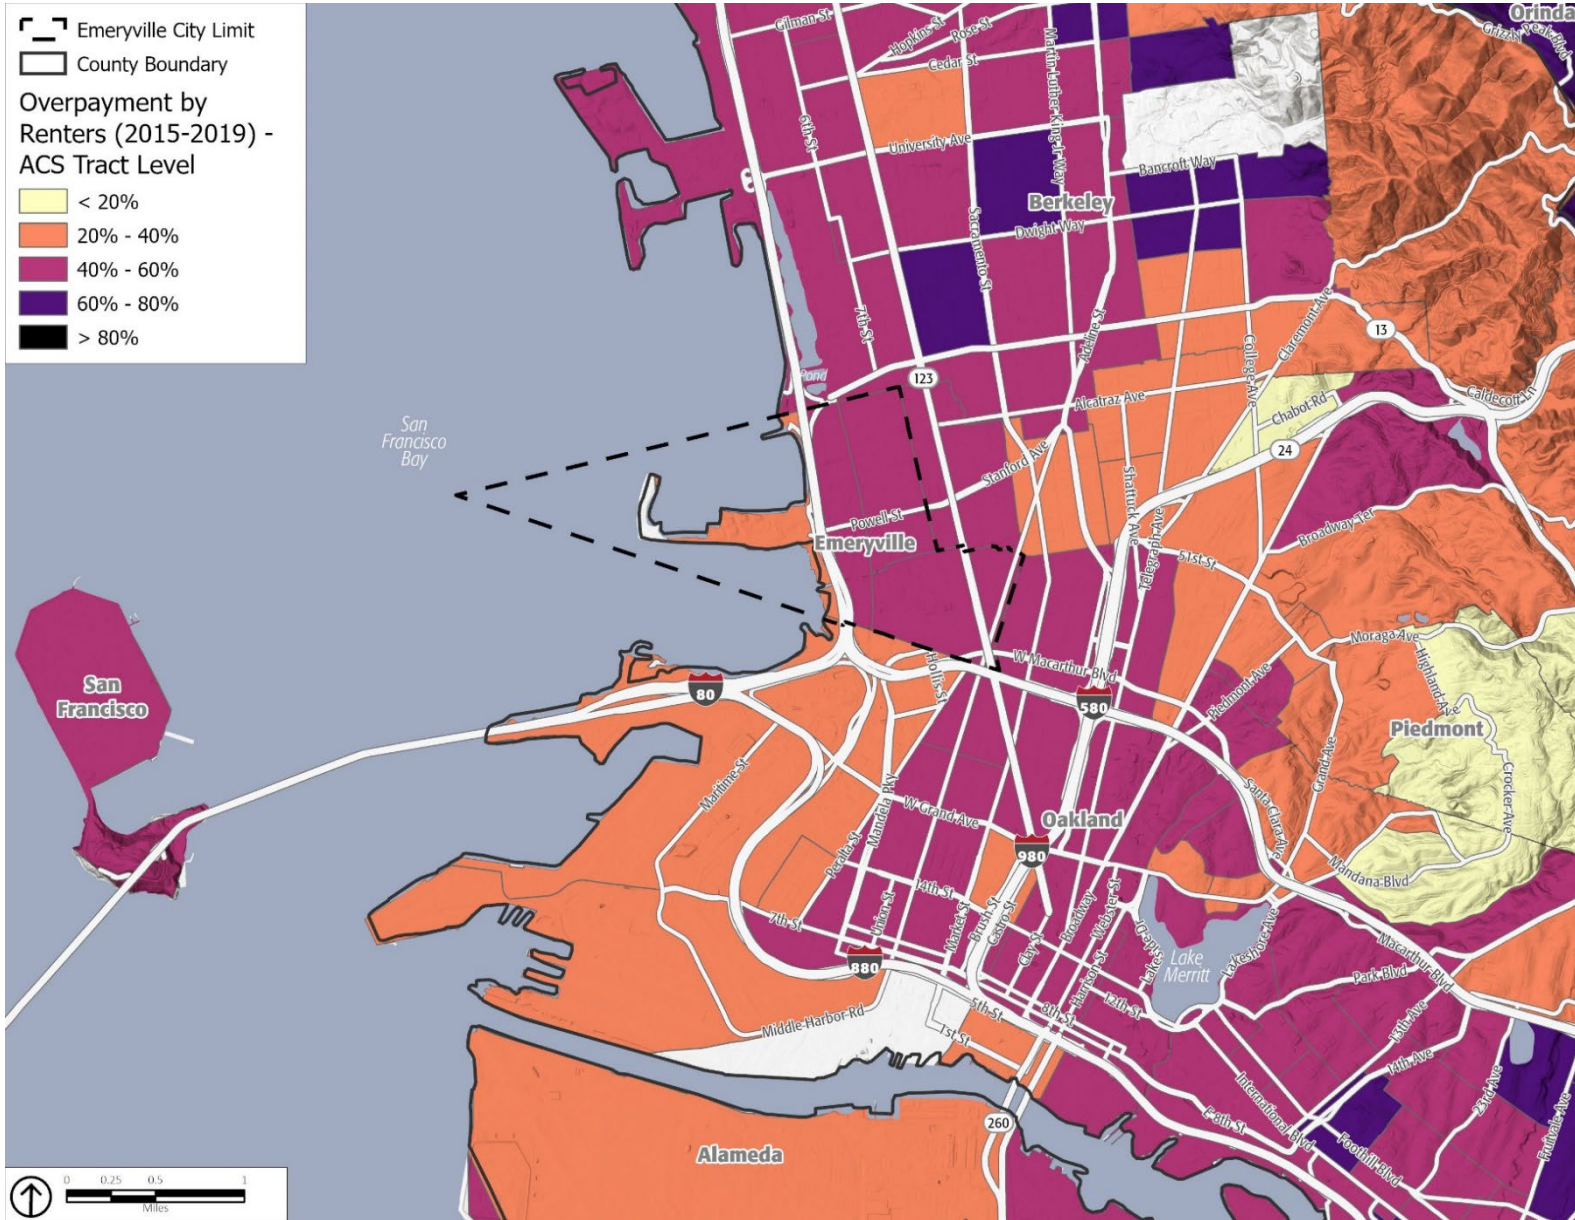 Emeryville City Limit
County Boundary
Overpayment by
Renters (2015-2019) -
ACS Tract Level
< 20%
20% - 40%
40% - 60%
60% - 80%
> 80%
Gilman St
Hopkins St
Rose St
Cedar St
Martin Luther King Jr Way
Orinda
Grizzly Peak Blvd
6th St
University Ave
Bancroft Way
Berkeley
Dwight Way
Sacramento St
7th St
Adeline St
Claremont Ave
College Ave
13
Pond
123
Alcatraz Ave
Chabot Rd
Caldecott Ln
24
San
Francisco
Bay
Stanford Ave
Shattuck Ave
Telegraph Ave
Broadway Ter
Powell St
Emeryville
51st St
Moraga Ave
Highland Ave
Piedmont
Crocker Ave
San
Francisco
80
Hollis St
W Macarthur Blvd
580
Piedmont Ave
Grand Ave
Maritime St
Mandela Pky
W Grand Ave
Oakland
Santa Clara Ave
980
Peralta St
Mandana Blvd
14th St
7th St
Union St
Market St
Brush St
Castro St
Clay St
Broadway
Webster St
Harrison St
Lake
Merritt
Lakeshore Ave
Macarthur Blvd
Park Blvd
880
5th St
8th St
12th St
Middle Harbor Rd
1st St
13th Ave
14th Ave
23rd Ave
Fruitvale Ave
International Blvd
E 8th St
Foothill Blvd
260
Alameda
0 0.25 0.5 1
Miles